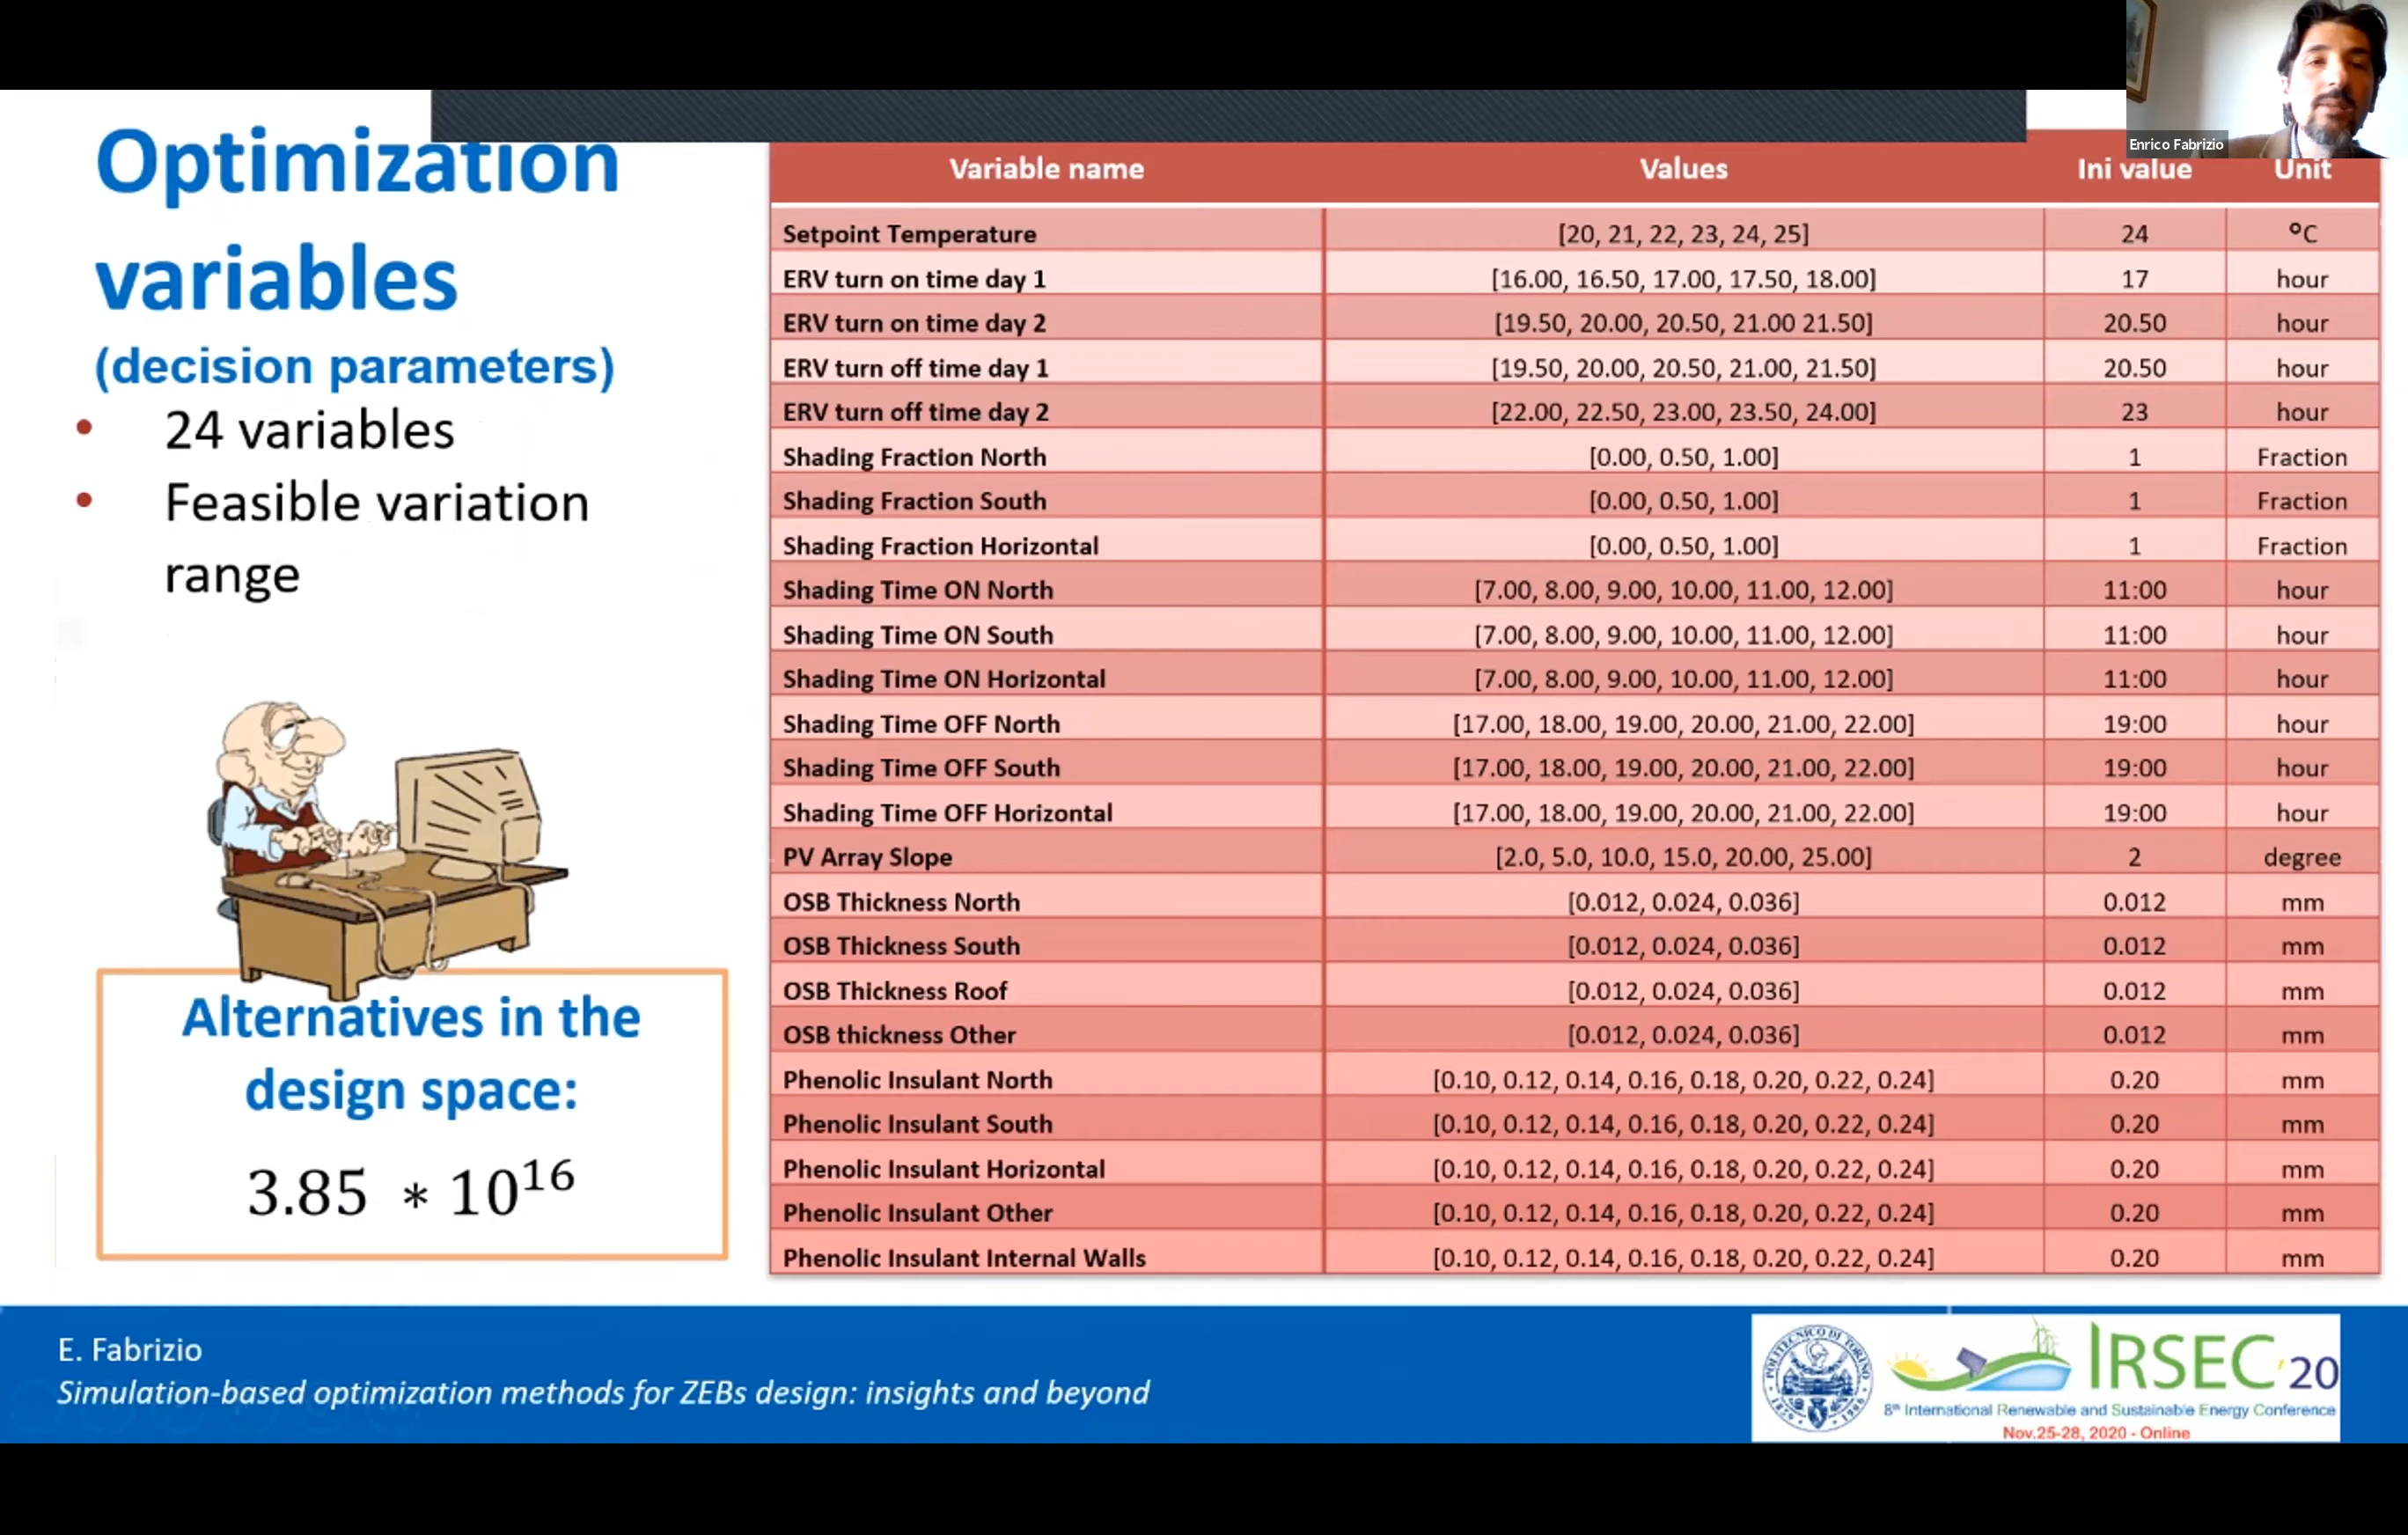 Enrico Fabrizio
Optimization
variables
(decision parameters)
• 24 variables
• Feasible variation
range
Alternatives in the
design space:
3.85 * 10^16
Variable name Values Ini value Unit
Setpoint Temperature [20, 21, 22, 23, 24, 25] 24 °C
ERV turn on time day 1 [16.00, 16.50, 17.00, 17.50, 18.00] 17 hour
ERV turn on time day 2 [19.50, 20.00, 20.50, 21.00 21.50] 20.50 hour
ERV turn off time day 1 [19.50, 20.00, 20.50, 21.00, 21.50] 20.50 hour
ERV turn off time day 2 [22.00, 22.50, 23.00, 23.50, 24.00] 23 hour
Shading Fraction North [0.00, 0.50, 1.00] 1 Fraction
Shading Fraction South [0.00, 0.50, 1.00] 1 Fraction
Shading Fraction Horizontal [0.00, 0.50, 1.00] 1 Fraction
Shading Time ON North [7.00, 8.00, 9.00, 10.00, 11.00, 12.00] 11:00 hour
Shading Time ON South [7.00, 8.00, 9.00, 10.00, 11.00, 12.00] 11:00 hour
Shading Time ON Horizontal [7.00, 8.00, 9.00, 10.00, 11.00, 12.00] 11:00 hour
Shading Time OFF North [17.00, 18.00, 19.00, 20.00, 21.00, 22.00] 19:00 hour
Shading Time OFF South [17.00, 18.00, 19.00, 20.00, 21.00, 22.00] 19:00 hour
Shading Time OFF Horizontal [17.00, 18.00, 19.00, 20.00, 21.00, 22.00] 19:00 hour
PV Array Slope [2.0, 5.0, 10.0, 15.0, 20.00, 25.00] 2 degree
OSB Thickness North [0.012, 0.024, 0.036] 0.012 mm
OSB Thickness South [0.012, 0.024, 0.036] 0.012 mm
OSB Thickness Roof [0.012, 0.024, 0.036] 0.012 mm
OSB thickness Other [0.012, 0.024, 0.036] 0.012 mm
Phenolic Insulant North [0.10, 0.12, 0.14, 0.16, 0.18, 0.20, 0.22, 0.24] 0.20 mm
Phenolic Insulant South [0.10, 0.12, 0.14, 0.16, 0.18, 0.20, 0.22, 0.24] 0.20 mm
Phenolic Insulant Horizontal [0.10, 0.12, 0.14, 0.16, 0.18, 0.20, 0.22, 0.24] 0.20 mm
Phenolic Insulant Other [0.10, 0.12, 0.14, 0.16, 0.18, 0.20, 0.22, 0.24] 0.20 mm
Phenolic Insulant Internal Walls [0.10, 0.12, 0.14, 0.16, 0.18, 0.20, 0.22, 0.24] 0.20 mm
E. Fabrizio
Simulation-based optimization methods for ZEBs design: insights and beyond
POLITECNICO DI TORINO
IRSEC '20
8th International Renewable and Sustainable Energy Conference
Nov.25-28, 2020 - Online